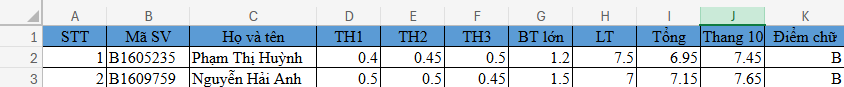 A B C D E F G H I J K
1 STT Mã SV Họ và tên TH1 TH2 TH3 BT lớn LT Tổng Thang 10 Điểm chữ
2 1 B1605235 Phạm Thị Huỳnh 0.4 0.45 0.5 1.2 7.5 6.95 7.45 B
3 2 B1609759 Nguyễn Hải Anh 0.5 0.5 0.45 1.5 7 7.15 7.65 B